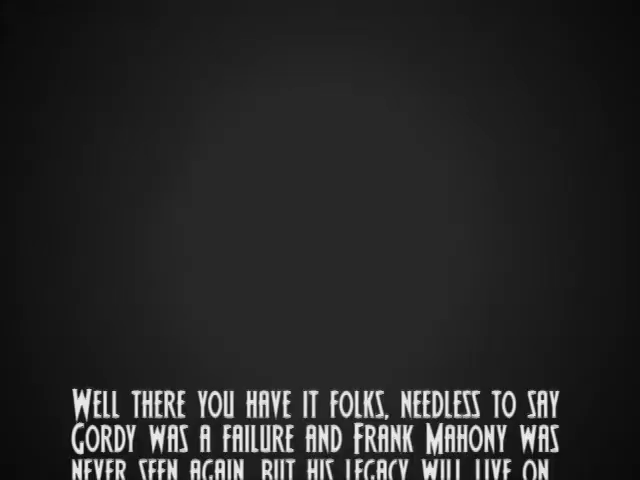 Well there you have it folks, needless to say
Gordy was a failure and Frank Mahony was
never seen again, but his legacy will live on